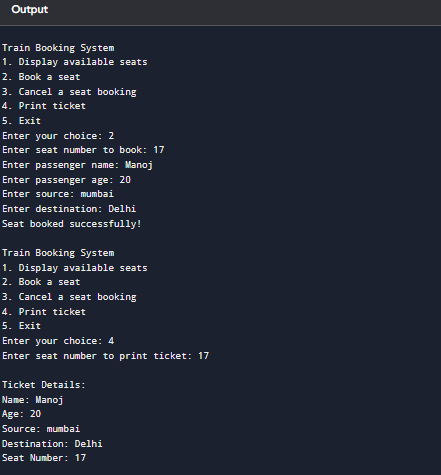 Output
Train Booking System
1. Display available seats
2. Book a seat
3. Cancel a seat booking
4. Print ticket
5. Exit
Enter your choice: 2
Enter seat number to book: 17
Enter passenger name: Manoj
Enter passenger age: 20
Enter source: mumbai
Enter destination: Delhi
Seat booked successfully!
Train Booking System
1. Display available seats
2. Book a seat
3. Cancel a seat booking
4. Print ticket
5. Exit
Enter your choice: 4
Enter seat number to print ticket: 17
Ticket Details:
Name: Manoj
Age: 20
Source: mumbai
Destination: Delhi
Seat Number: 17